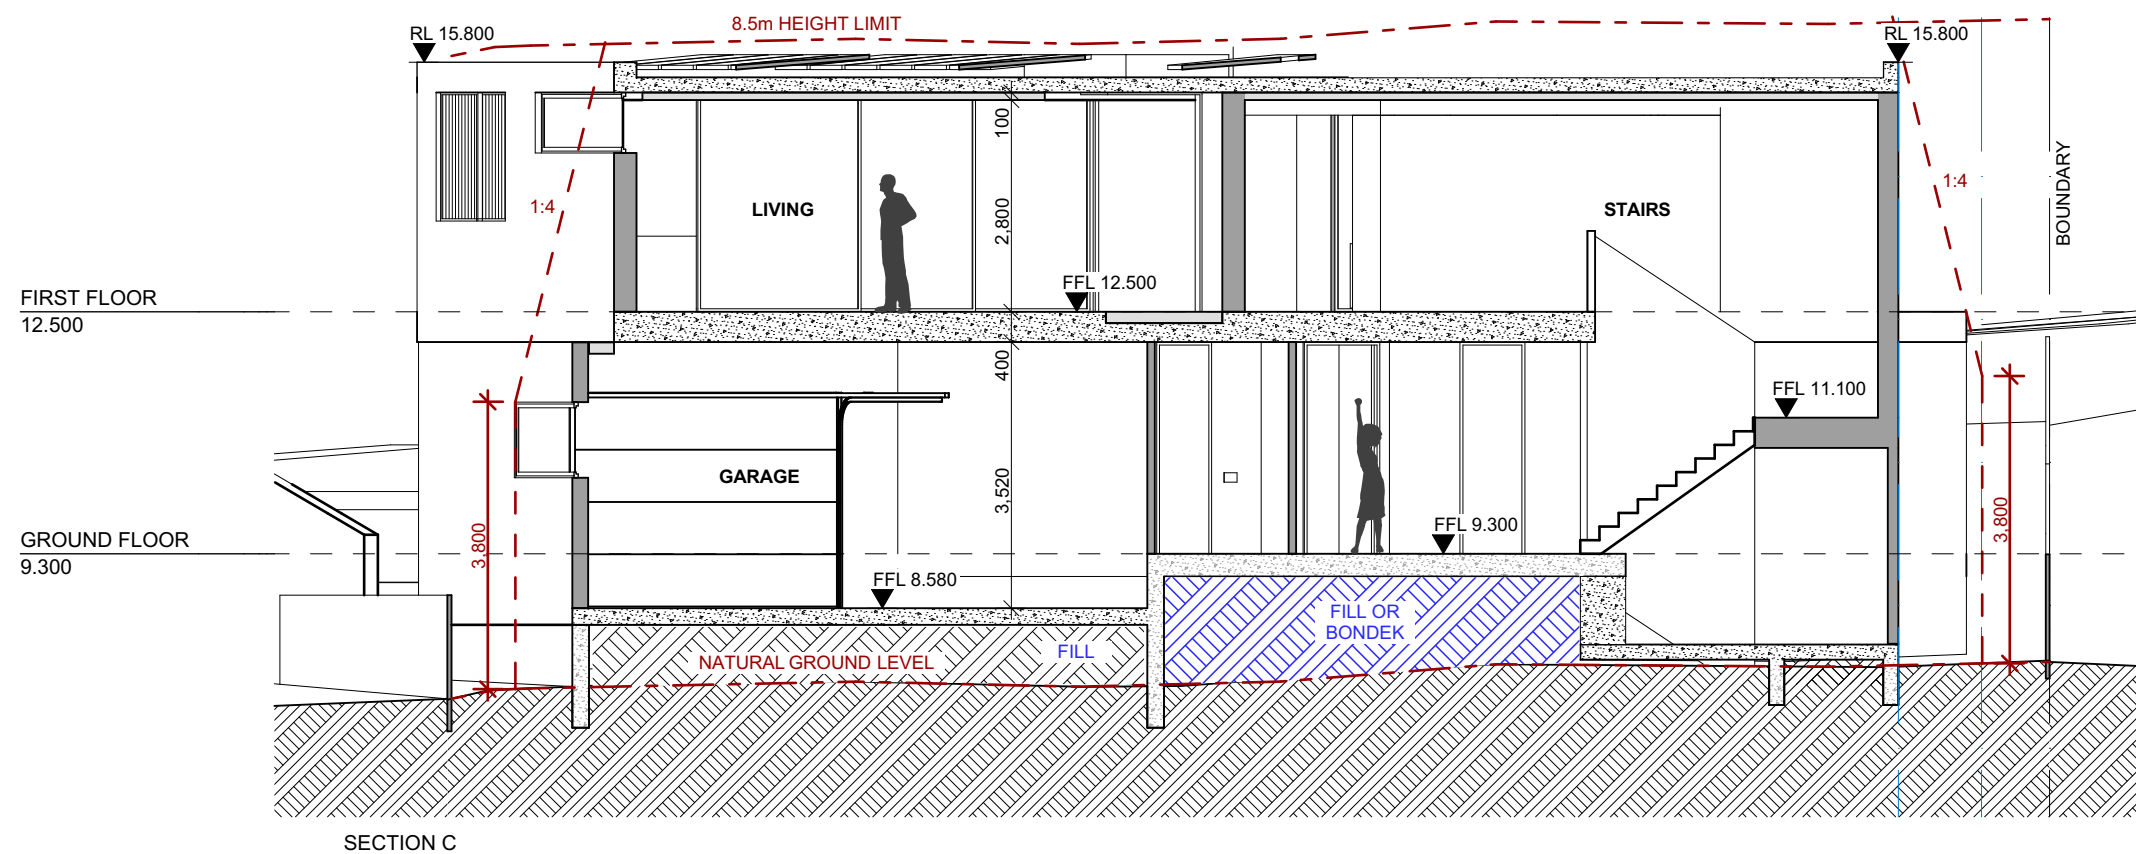 8.5m HEIGHT LIMIT
RL 15.800
RL 15.800
100
1:4
1:4
BOUNDARY
LIVING
2,800
STAIRS
FFL 12.500
FIRST FLOOR
12.500
400
FFL 11.100
GARAGE
3,520
3,800
3,800
FFL 9.300
GROUND FLOOR
9.300
FFL 8.580
FILL OR
BONDEK
FILL
NATURAL GROUND LEVEL
SECTION C